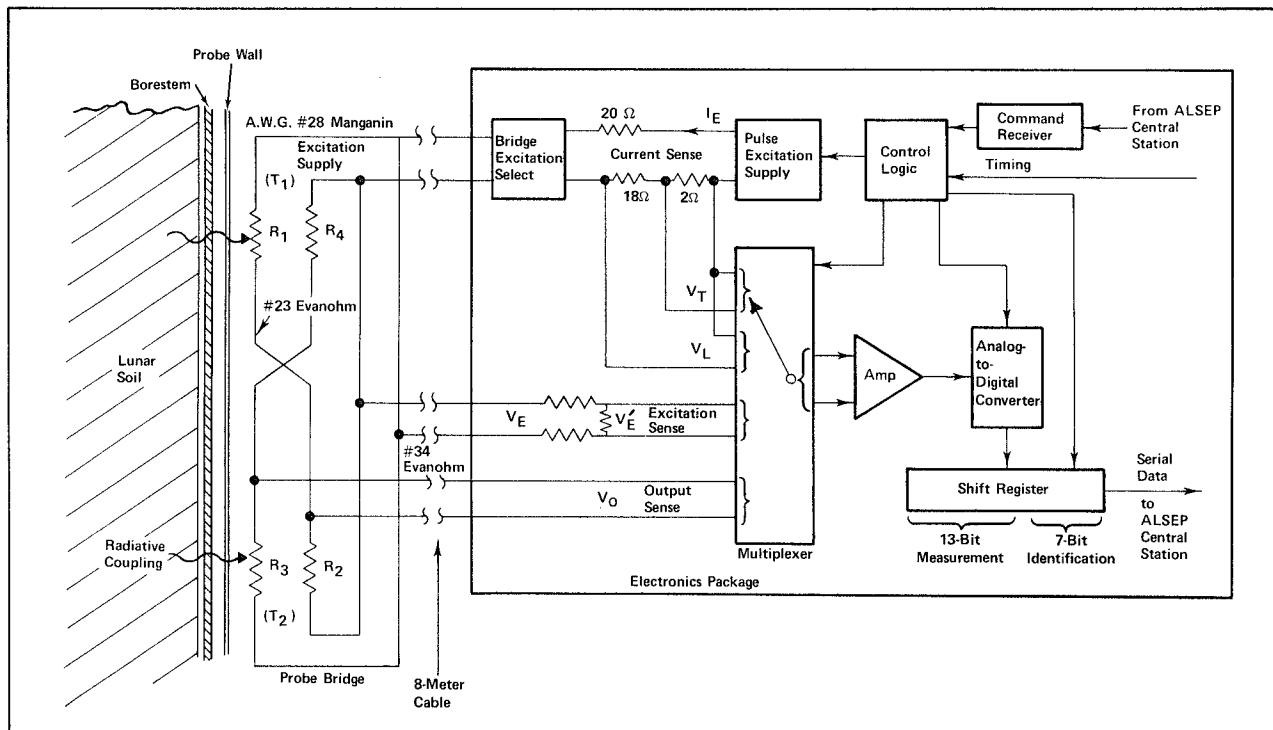 Probe Wall
Borestem
A.W.G. #28 Manganin
Excitation
Supply
(T1)
R1
R4
#23 Evanohm
Lunar
Soil
Radiative
Coupling
R3
R2
(T2)
Probe Bridge
8-Meter
Cable
#34
Evanohm
Bridge
Excitation
Select
20 Ω
IE
Current Sense
18Ω
2Ω
Pulse
Excitation
Supply
Control
Logic
Command
Receiver
From ALSEP
Central
Station
Timing
VT
VL
VE
V′E
Excitation
Sense
VO
Output
Sense
Multiplexer
Amp
Analog-
to-
Digital
Converter
Shift Register
13-Bit
Measurement
7-Bit
Identification
Serial
Data
to
ALSEP
Central
Station
Electronics Package